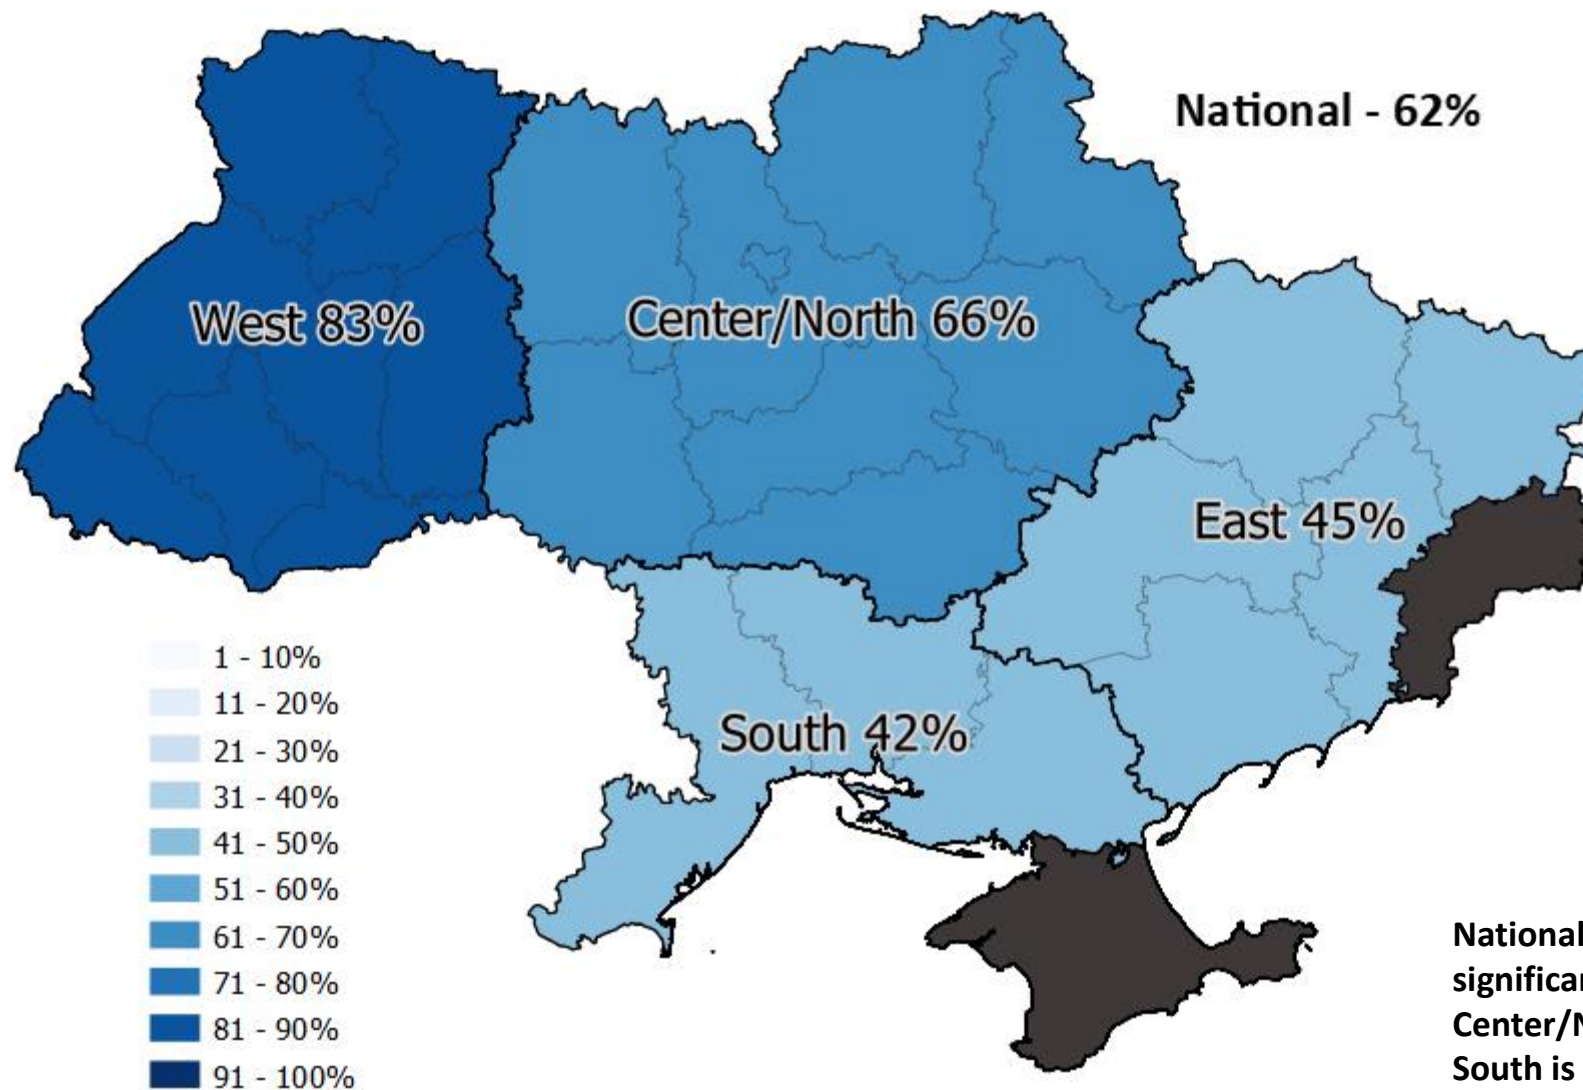 National - 62%
West 83%
Center/North 66%
East 45%
South 42%
1 - 10%
11 - 20%
21 - 30%
31 - 40%
41 - 50%
51 - 60%
61 - 70%
71 - 80%
81 - 90%
91 - 100%
National
significan
Center/N
South is